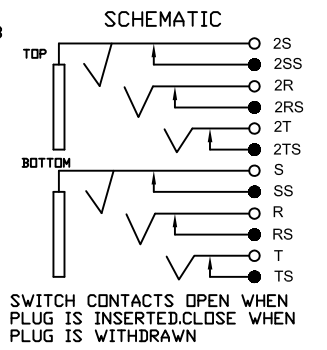 SCHEMATIC
TOP
2S
2SS
2R
2RS
2T
2TS
BOTTOM
S
SS
R
RS
T
TS
SWITCH CONTACTS OPEN WHEN
PLUG IS INSERTED.CLOSE WHEN
PLUG IS WITHDRAWN